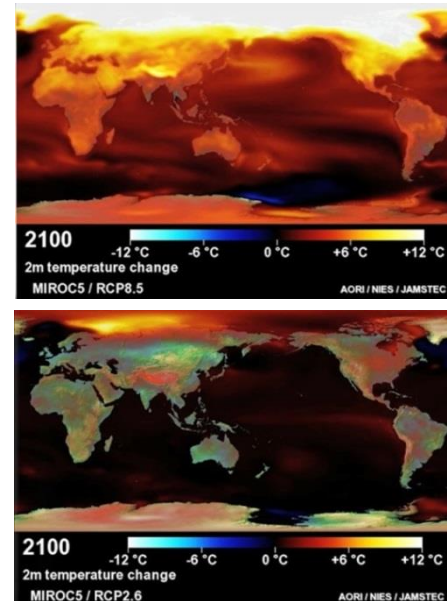 2100
-12 °C -6 °C 0 °C +6 °C +12 °C
2m temperature change
MIROC5 / RCP8.5 AORI / NIES / JAMSTEC
2100
-12 °C -6 °C 0 °C +6 °C +12 °C
2m temperature change
MIROC5 / RCP2.6 AORI / NIES / JAMSTEC